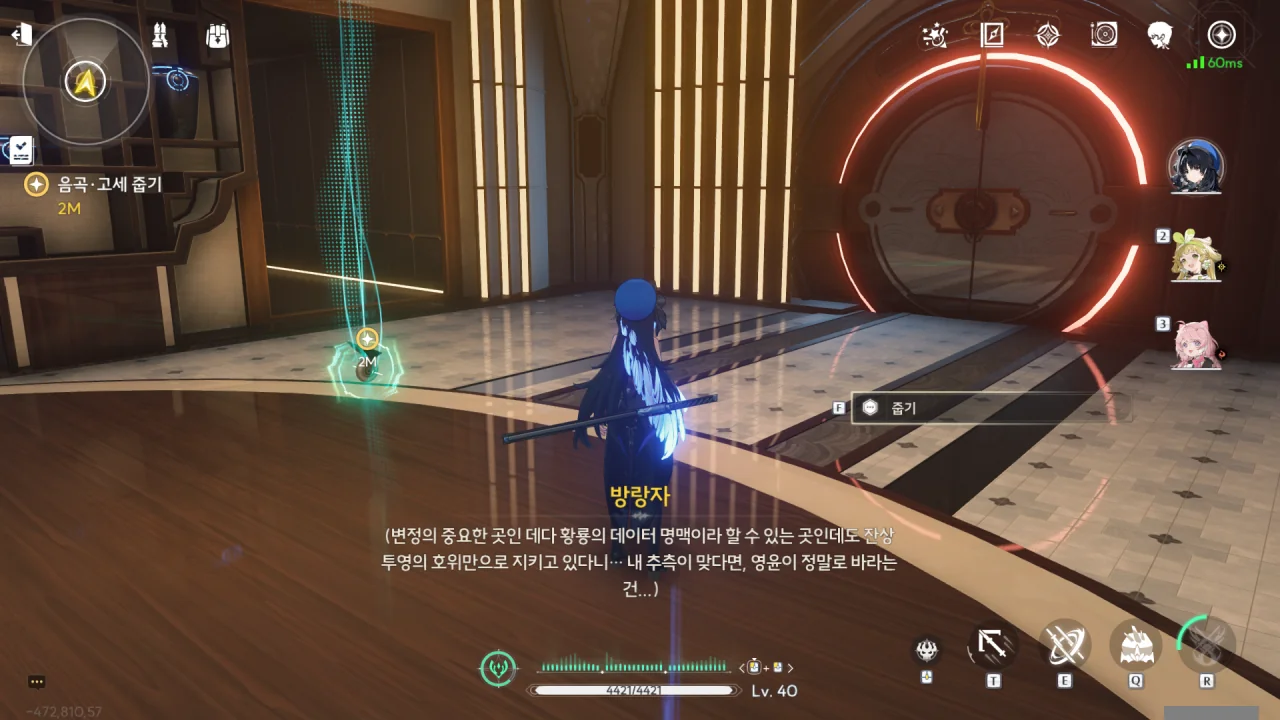 60ms
음곡·고세 줍기
2M
2
3
2M
F 줍기
방랑자
(변정의 중요한 곳인 데다 황룡의 데이터 명맥이라 할 수 있는 곳인데도 잔상
투영의 호위만으로 지키고 있다니… 내 추측이 맞다면, 영윤이 정말로 바라는
건...)
4421/4421
Lv. 40
T
E
Q
R
-472,810,57